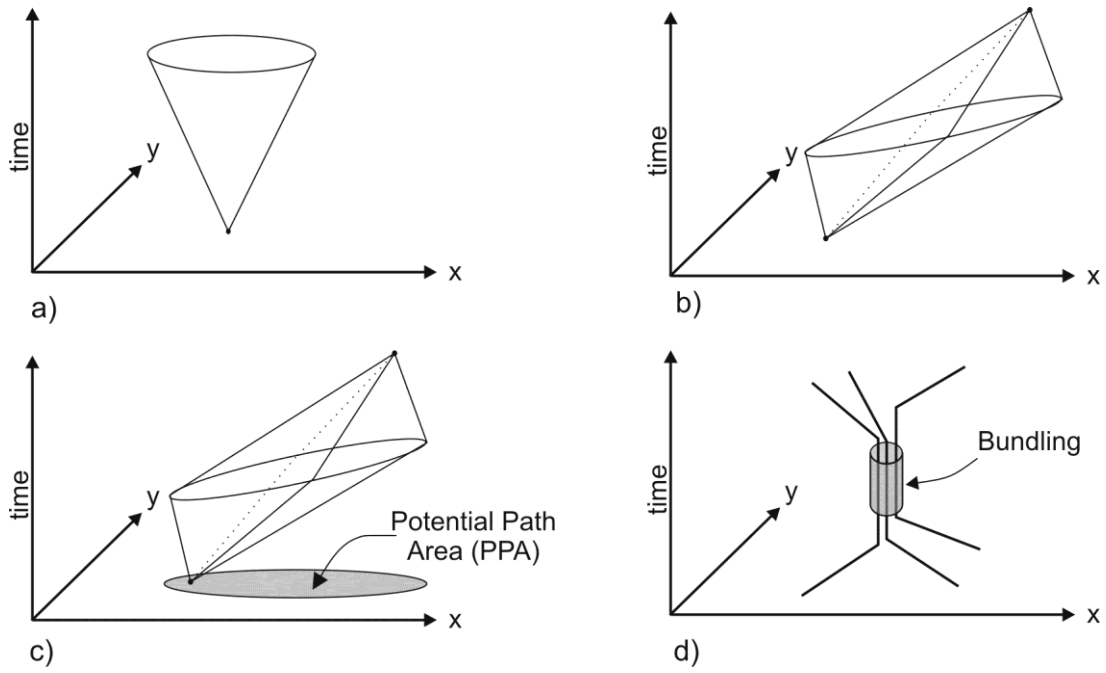 time
y
x
a)
time
y
x
b)
time
y
Potential Path
Area (PPA)
x
c)
time
y
Bundling
x
d)